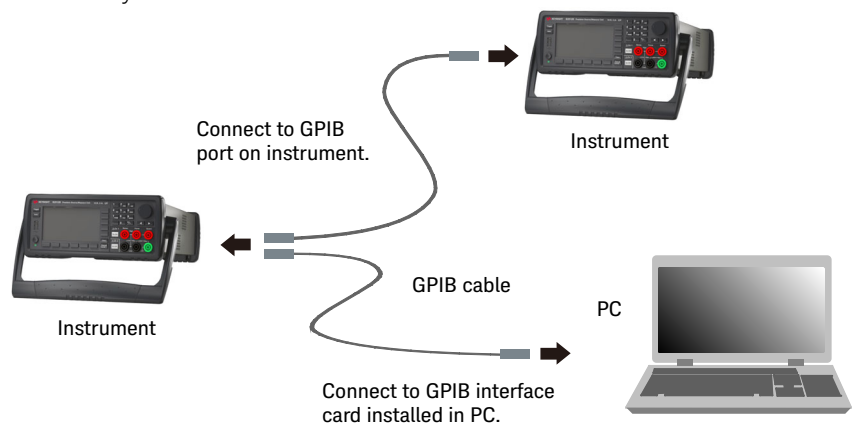 Connect to GPIB
port on instrument.
Instrument
Instrument
GPIB cable
PC
Connect to GPIB interface
card installed in PC.